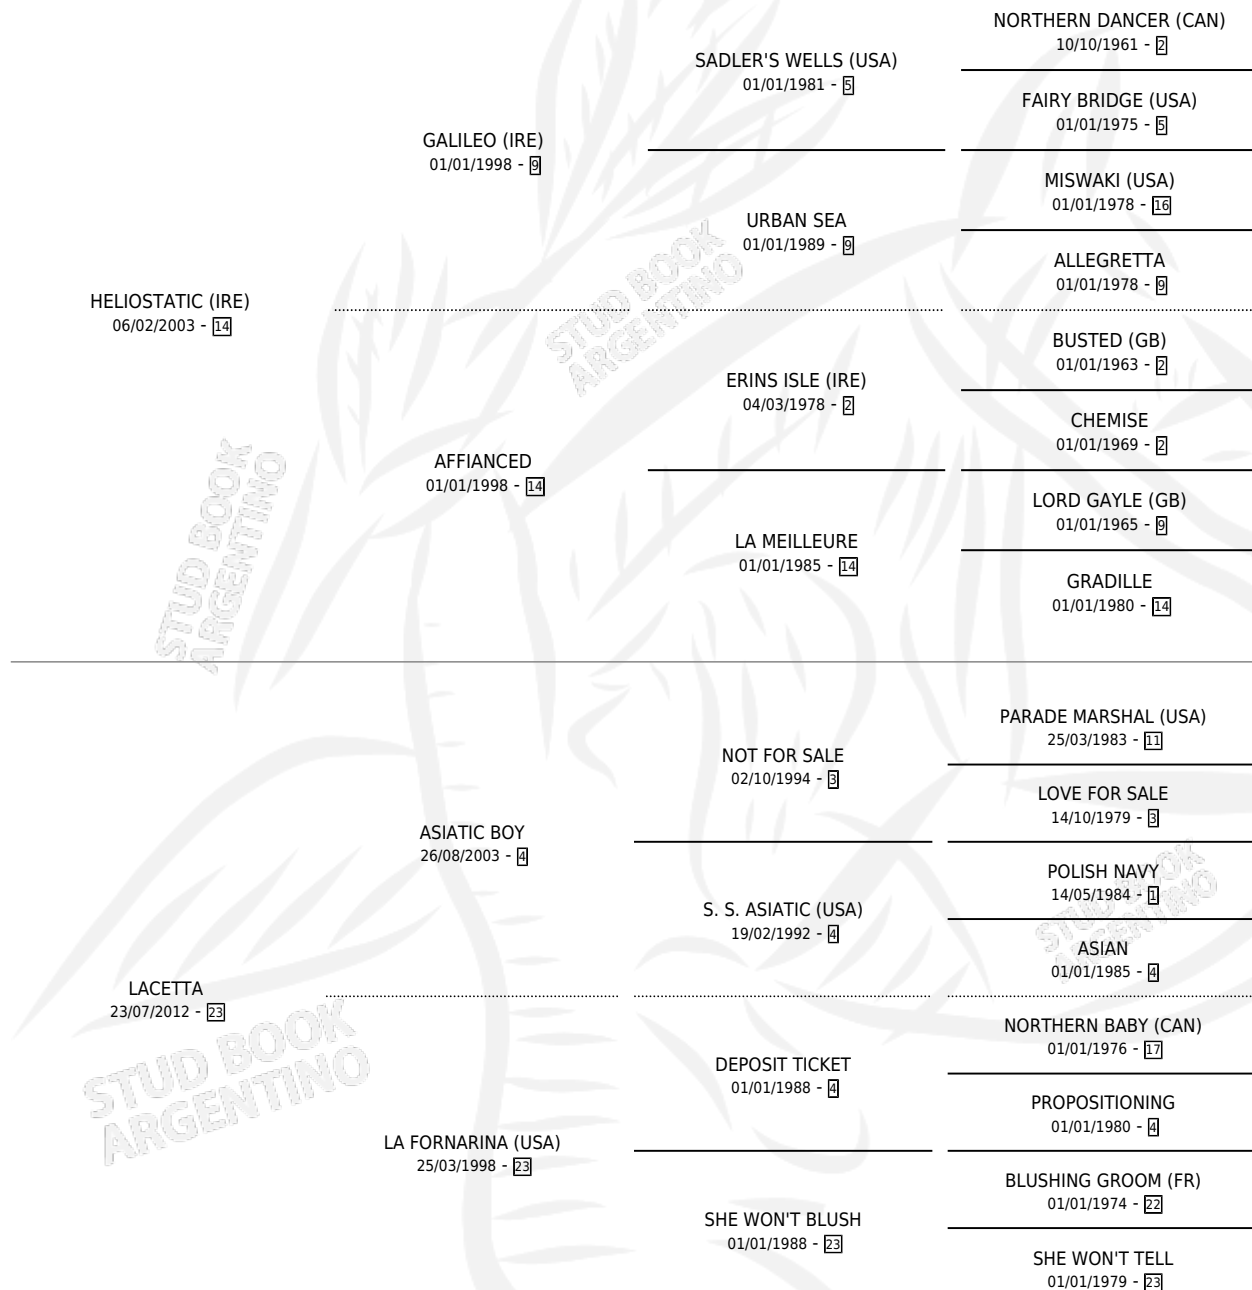 NORTHERN DANCER (CAN)
10/10/1961 - 2
SADLER'S WELLS (USA)
01/01/1981 - 5
FAIRY BRIDGE (USA)
01/01/1975 - 5
GALILEO (IRE)
01/01/1998 - 9
MISWAKI (USA)
01/01/1978 - 16
URBAN SEA
01/01/1989 - 9
ALLEGRETTA
01/01/1978 - 9
HELIOSTATIC (IRE)
06/02/2003 - 14
BUSTED (GB)
01/01/1963 - 2
ERINS ISLE (IRE)
04/03/1978 - 2
CHEMISE
01/01/1969 - 2
AFFIANCED
01/01/1998 - 14
LORD GAYLE (GB)
01/01/1965 - 9
LA MEILLEURE
01/01/1985 - 14
GRADILLE
01/01/1980 - 14
PARADE MARSHAL (USA)
25/03/1983 - 11
NOT FOR SALE
02/10/1994 - 3
LOVE FOR SALE
14/10/1979 - 3
ASIATIC BOY
26/08/2003 - 4
POLISH NAVY
14/05/1984 - 1
S. S. ASIATIC (USA)
19/02/1992 - 4
ASIAN
01/01/1985 - 4
LACETTA
23/07/2012 - 23
NORTHERN BABY (CAN)
01/01/1976 - 17
DEPOSIT TICKET
01/01/1988 - 4
PROPOSITIONING
01/01/1980 - 4
LA FORNARINA (USA)
25/03/1998 - 23
BLUSHING GROOM (FR)
01/01/1974 - 22
SHE WON'T BLUSH
01/01/1988 - 23
SHE WON'T TELL
01/01/1979 - 23
STUD BOOK
ARGENTINO
STUD BOOK
ARGENTINO
STUD BOOK
ARGENTINO
STUD BOOK
ARGENTINO